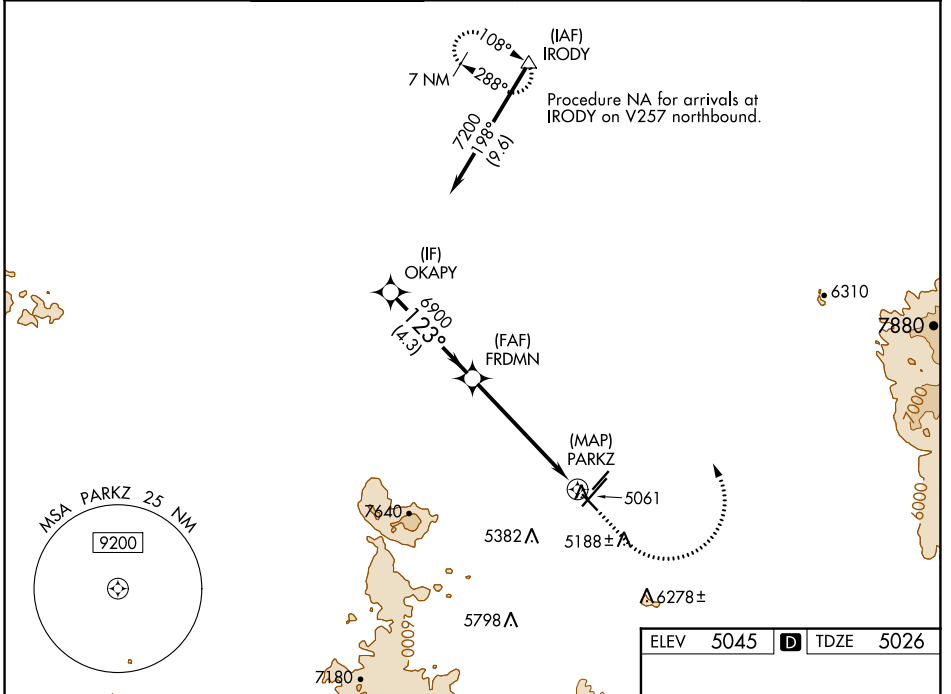 (IAF)
IRODY
108°
288°
7 NM
Procedure NA for arrivals at
IRODY on V257 northbound.
7200
198°
(9.6)
(IF)
OKAPY
6900
123°
(4.3)
(FAF)
FRDMN
6310
7880
7000
6000
(MAP)
PARKZ
5061
7640
5382
5188±
MSA PARKZ 25 NM
9200
6278±
5798
6000
7180
ELEV 5045 D TDZE 5026